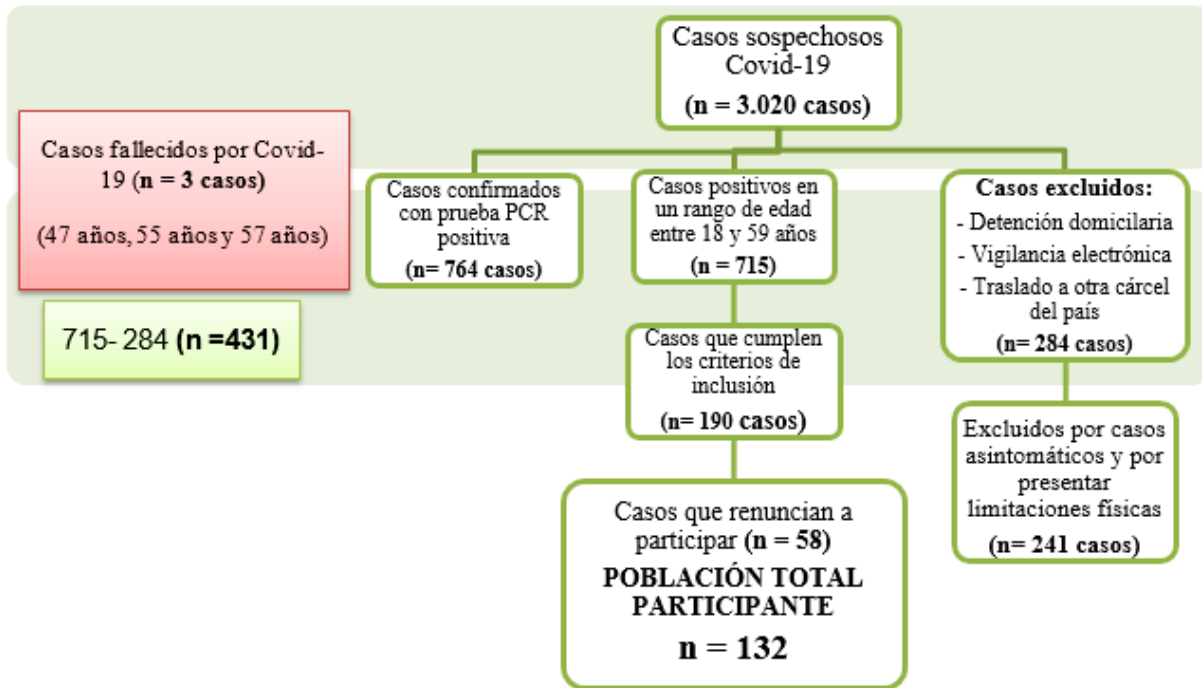 Casos sospechosos
Covid-19
(n = 3.020 casos)
Casos fallecidos por Covid-
19 (n = 3 casos)
(47 años, 55 años y 57 años)
715- 284 (n =431)
Casos confirmados
con prueba PCR
positiva
(n= 764 casos)
Casos positivos en
un rango de edad
entre 18 y 59 años
(n = 715)
Casos excluidos:
- Detención domicilaria
- Vigilancia electrónica
- Traslado a otra cárcel
del país
(n= 284 casos)
Casos que cumplen
los criterios de
inclusión
(n= 190 casos)
Excluidos por casos
asintomáticos y por
presentar
limitaciones físicas
(n= 241 casos)
Casos que renuncian a
participar (n = 58)
POBLACIÓN TOTAL
PARTICIPANTE
n = 132